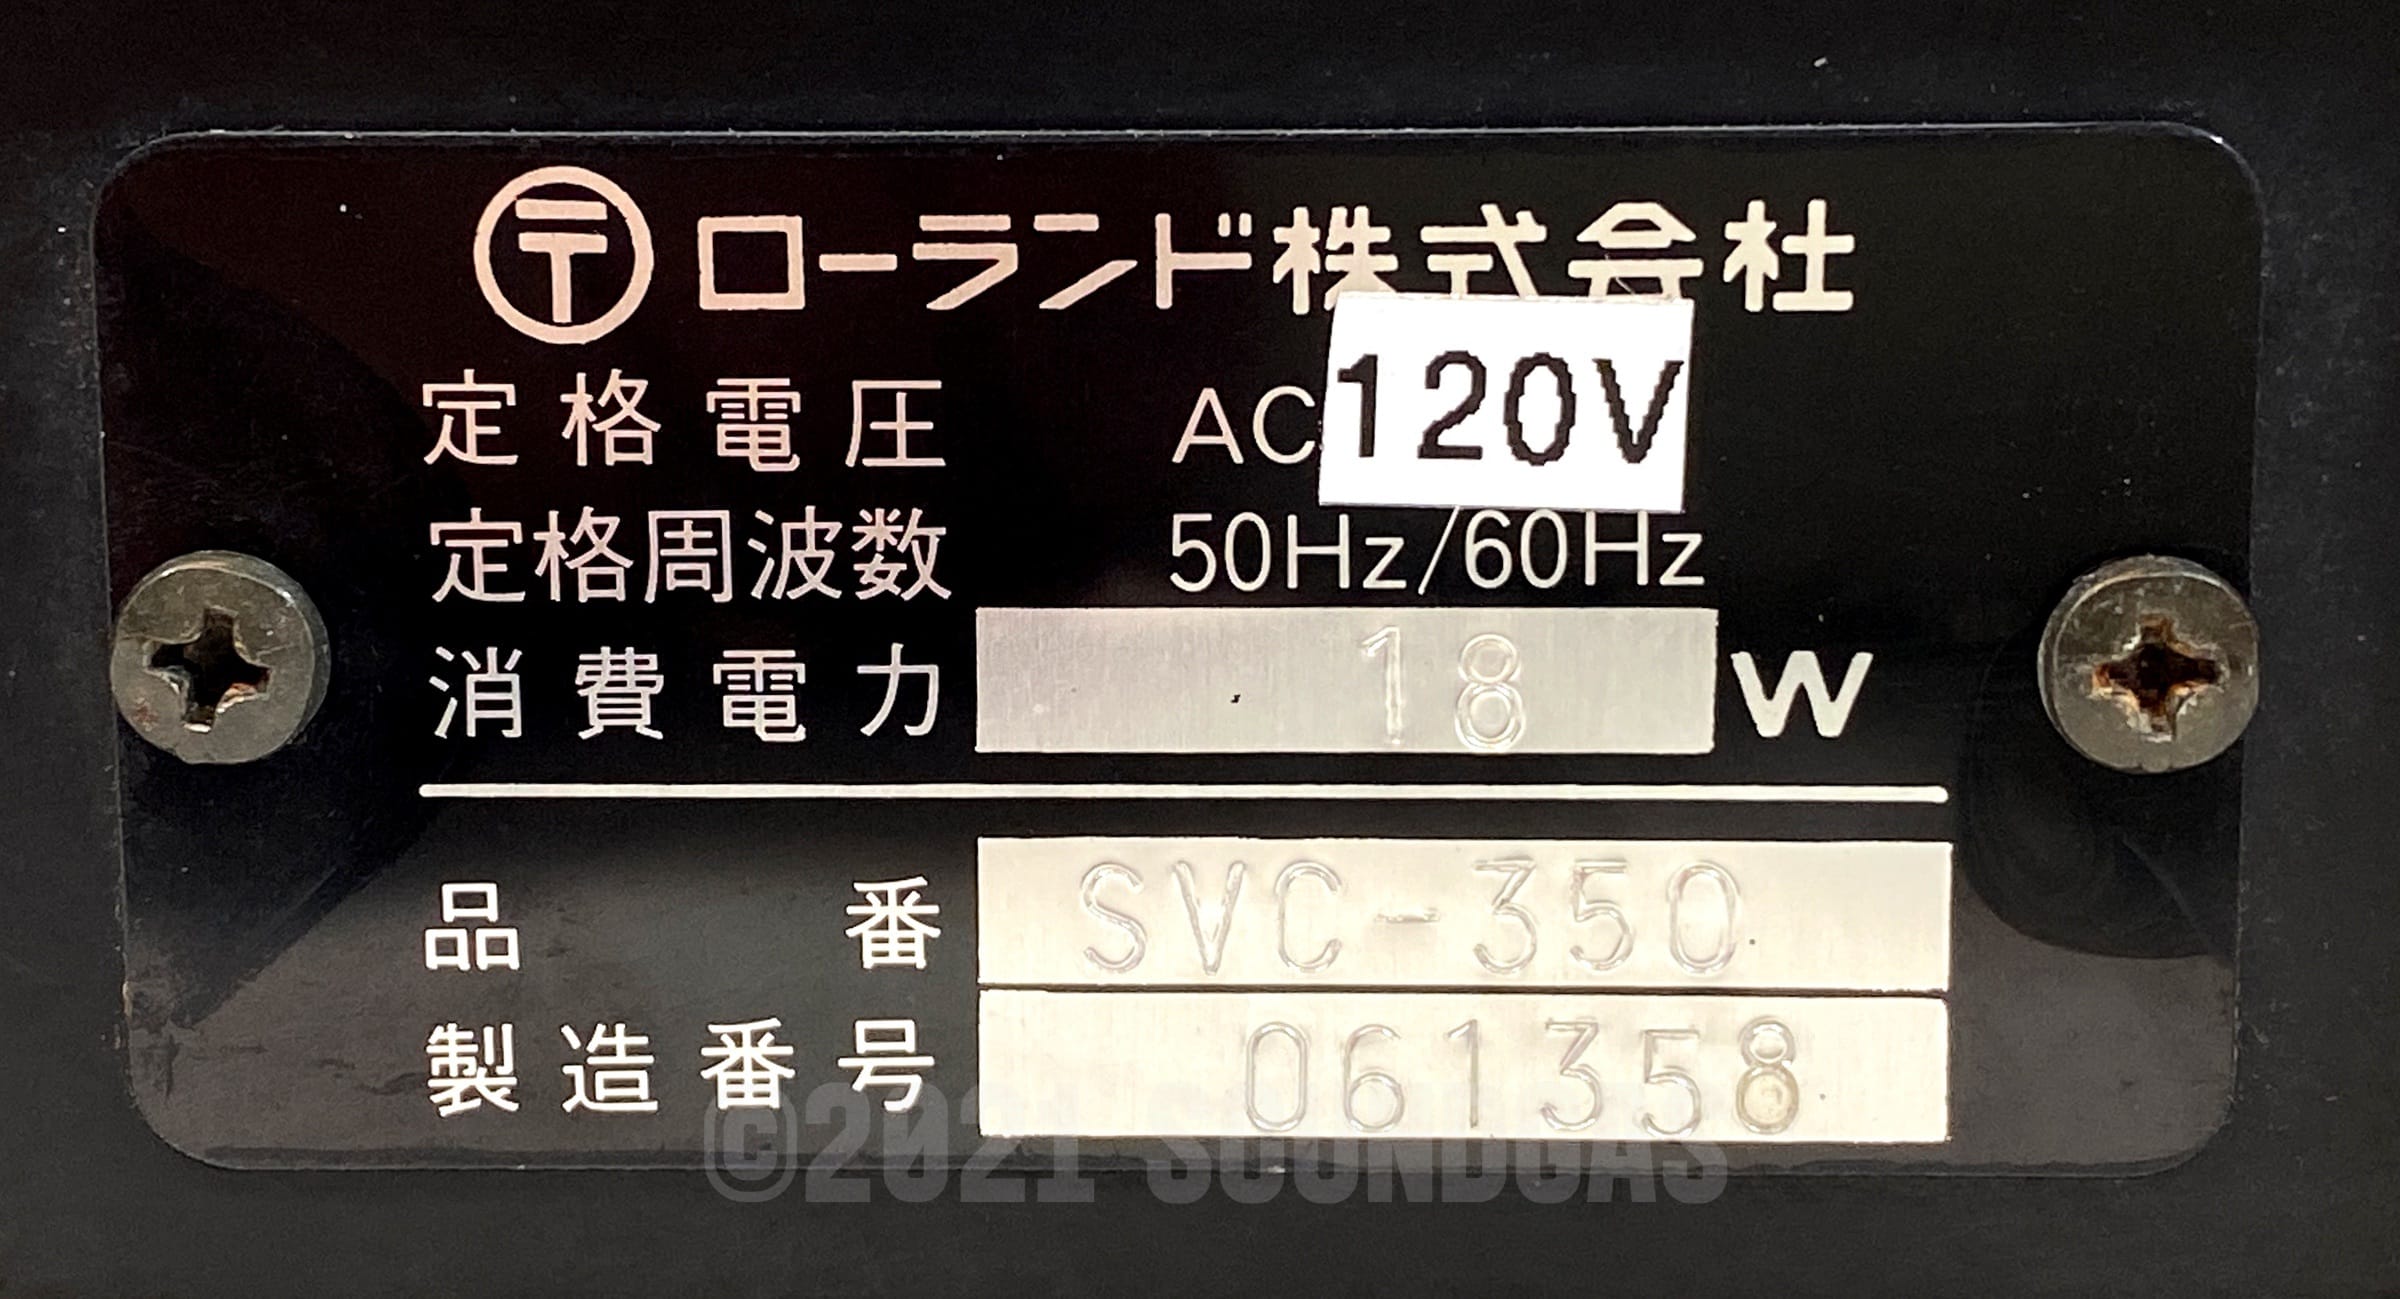 〒 ローランド株式会社
定格電圧 AC 120V
定格周波数 50Hz/60Hz
消費電力 18 W
品番 SVC-350
製造番号 061358
©2021 SOUNDGAS